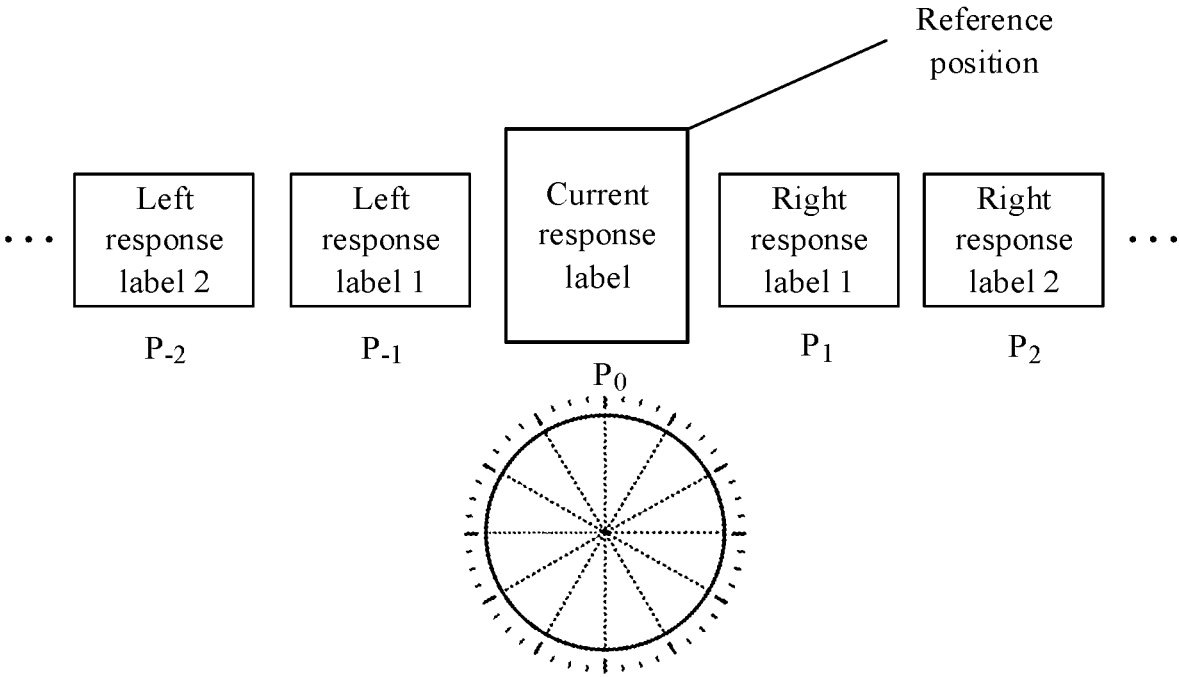 Reference
position
Left
response
label 2
Left
response
label 1
Current
response
label
Right
response
label 1
Right
response
label 2
...
...
P-2
P-1
P0
P1
P2